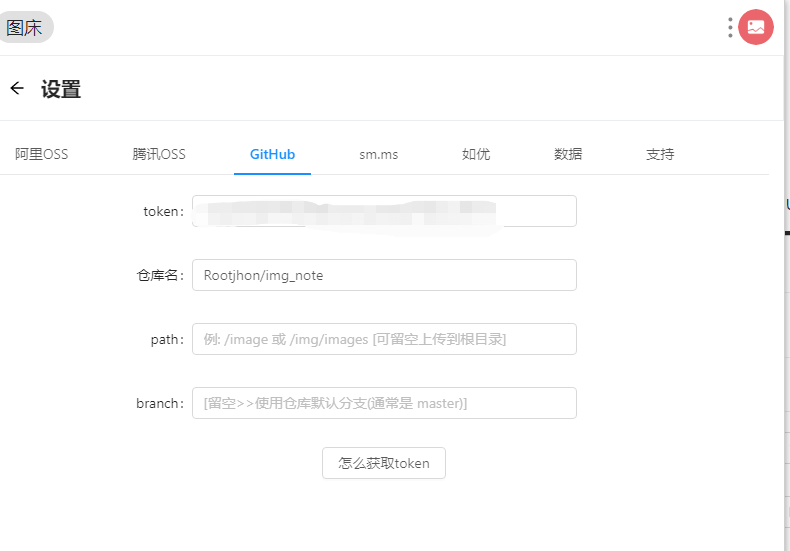 图床
设置
阿里OSS 腾讯OSS GitHub sm.ms 如优 数据 支持
token:
仓库名: Rootjhon/img_note
path: 例: /image 或 /img/images [可留空上传到根目录]
branch: [留空>>使用仓库默认分支(通常是 master)]
怎么获取token